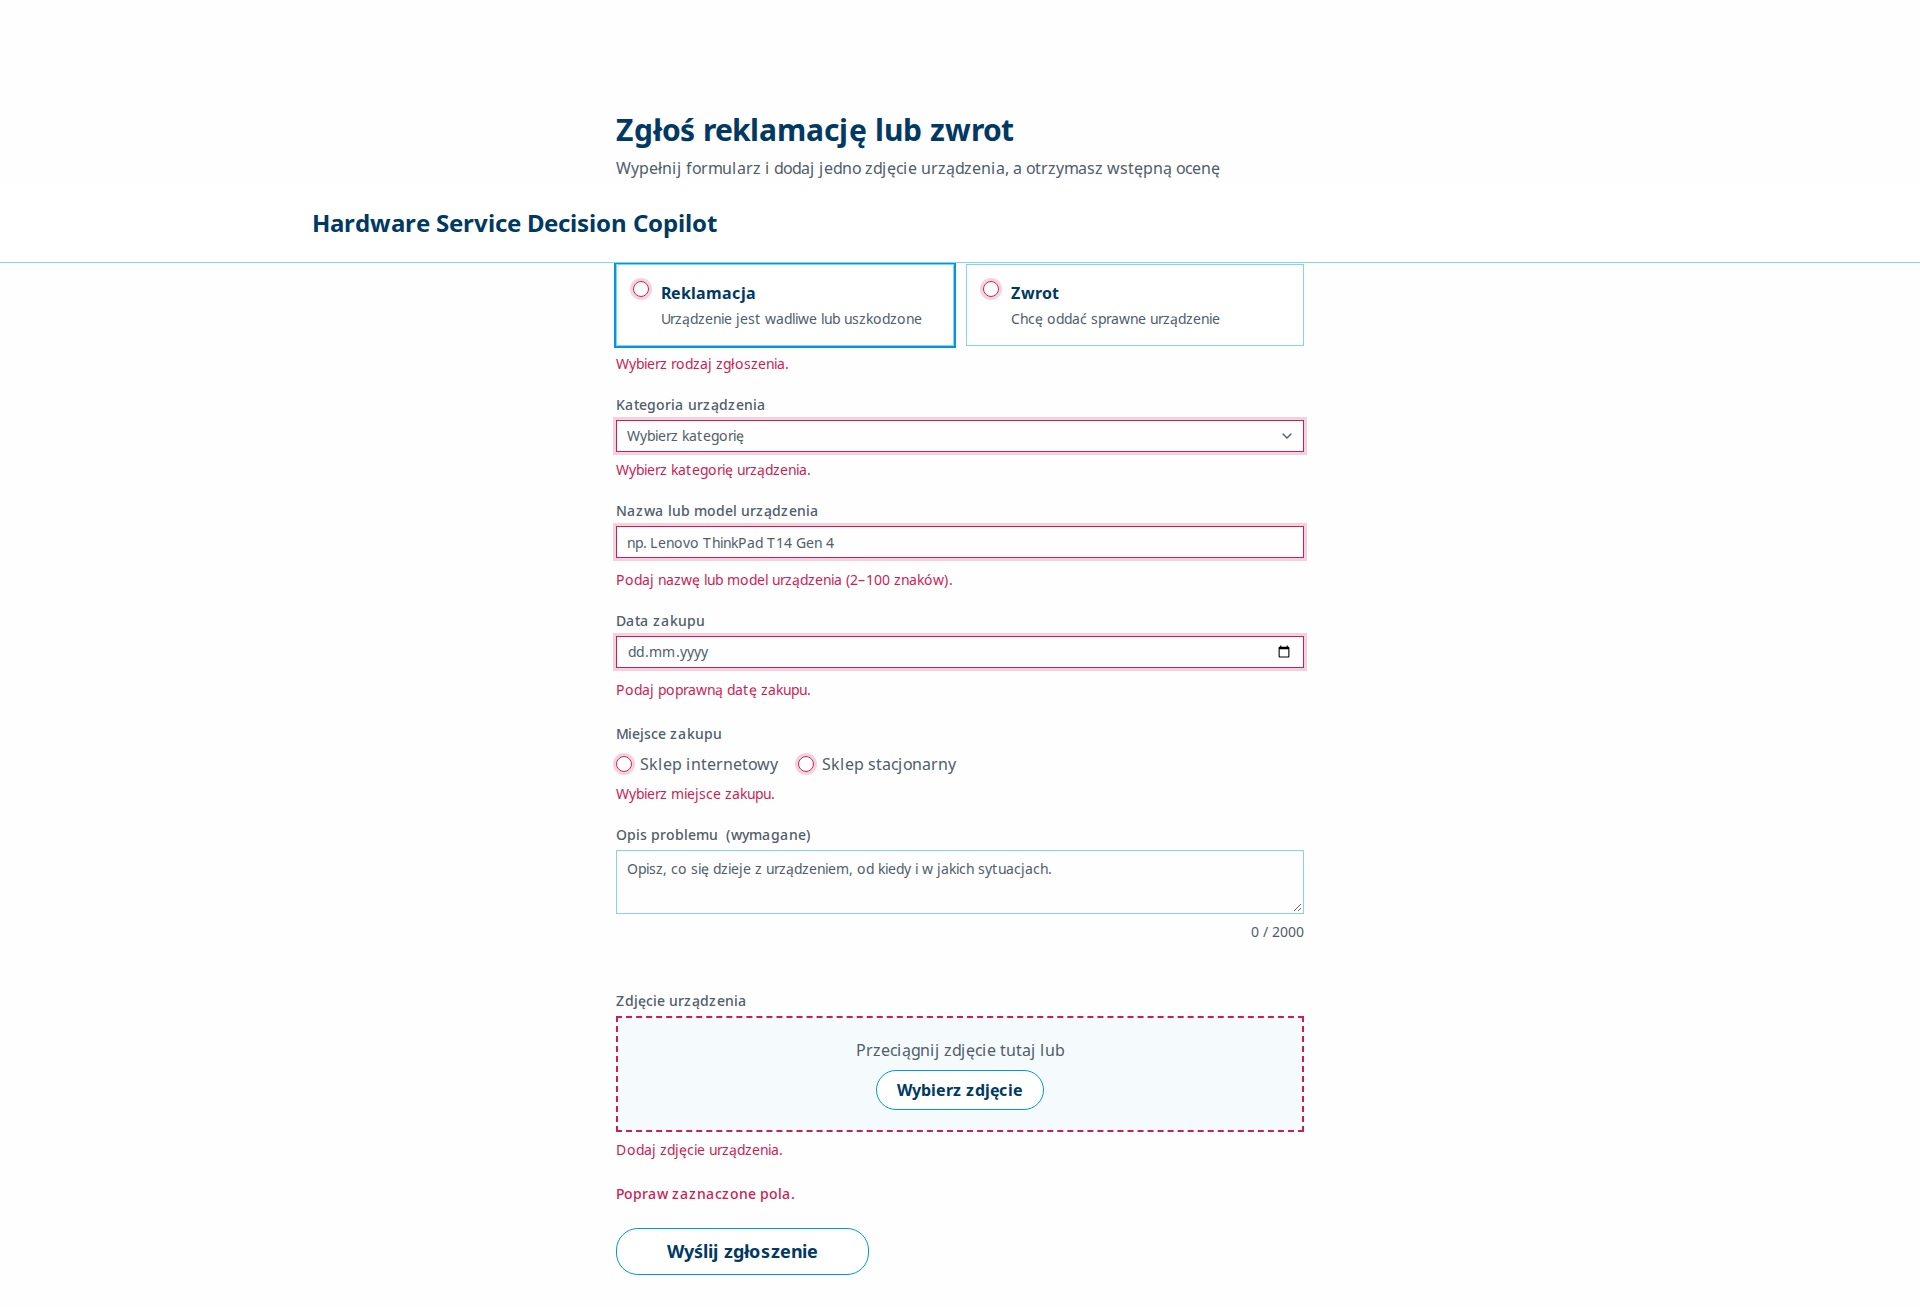 Zgłoś reklamację lub zwrot
Wypełnij formularz i dodaj jedno zdjęcie urządzenia, a otrzymasz wstępną ocenę
Hardware Service Decision Copilot
Reklamacja
Urządzenie jest wadliwe lub uszkodzone
Zwrot
Chcę oddać sprawne urządzenie
Wybierz rodzaj zgłoszenia.
Kategoria urządzenia
Wybierz kategorię
Wybierz kategorię urządzenia.
Nazwa lub model urządzenia
np. Lenovo ThinkPad T14 Gen 4
Podaj nazwę lub model urządzenia (2–100 znaków).
Data zakupu
dd.mm.yyyy
Podaj poprawną datę zakupu.
Miejsce zakupu
Sklep internetowy Sklep stacjonarny
Wybierz miejsce zakupu.
Opis problemu (wymagane)
Opisz, co się dzieje z urządzeniem, od kiedy i w jakich sytuacjach.
0 / 2000
Zdjęcie urządzenia
Przeciągnij zdjęcie tutaj lub
Wybierz zdjęcie
Dodaj zdjęcie urządzenia.
Popraw zaznaczone pola.
Wyślij zgłoszenie